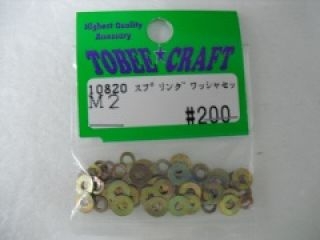 Highest Quality
Accessory
TOBEE★CRAFT
10820 スプリングワッシャセッ
M2
#200-